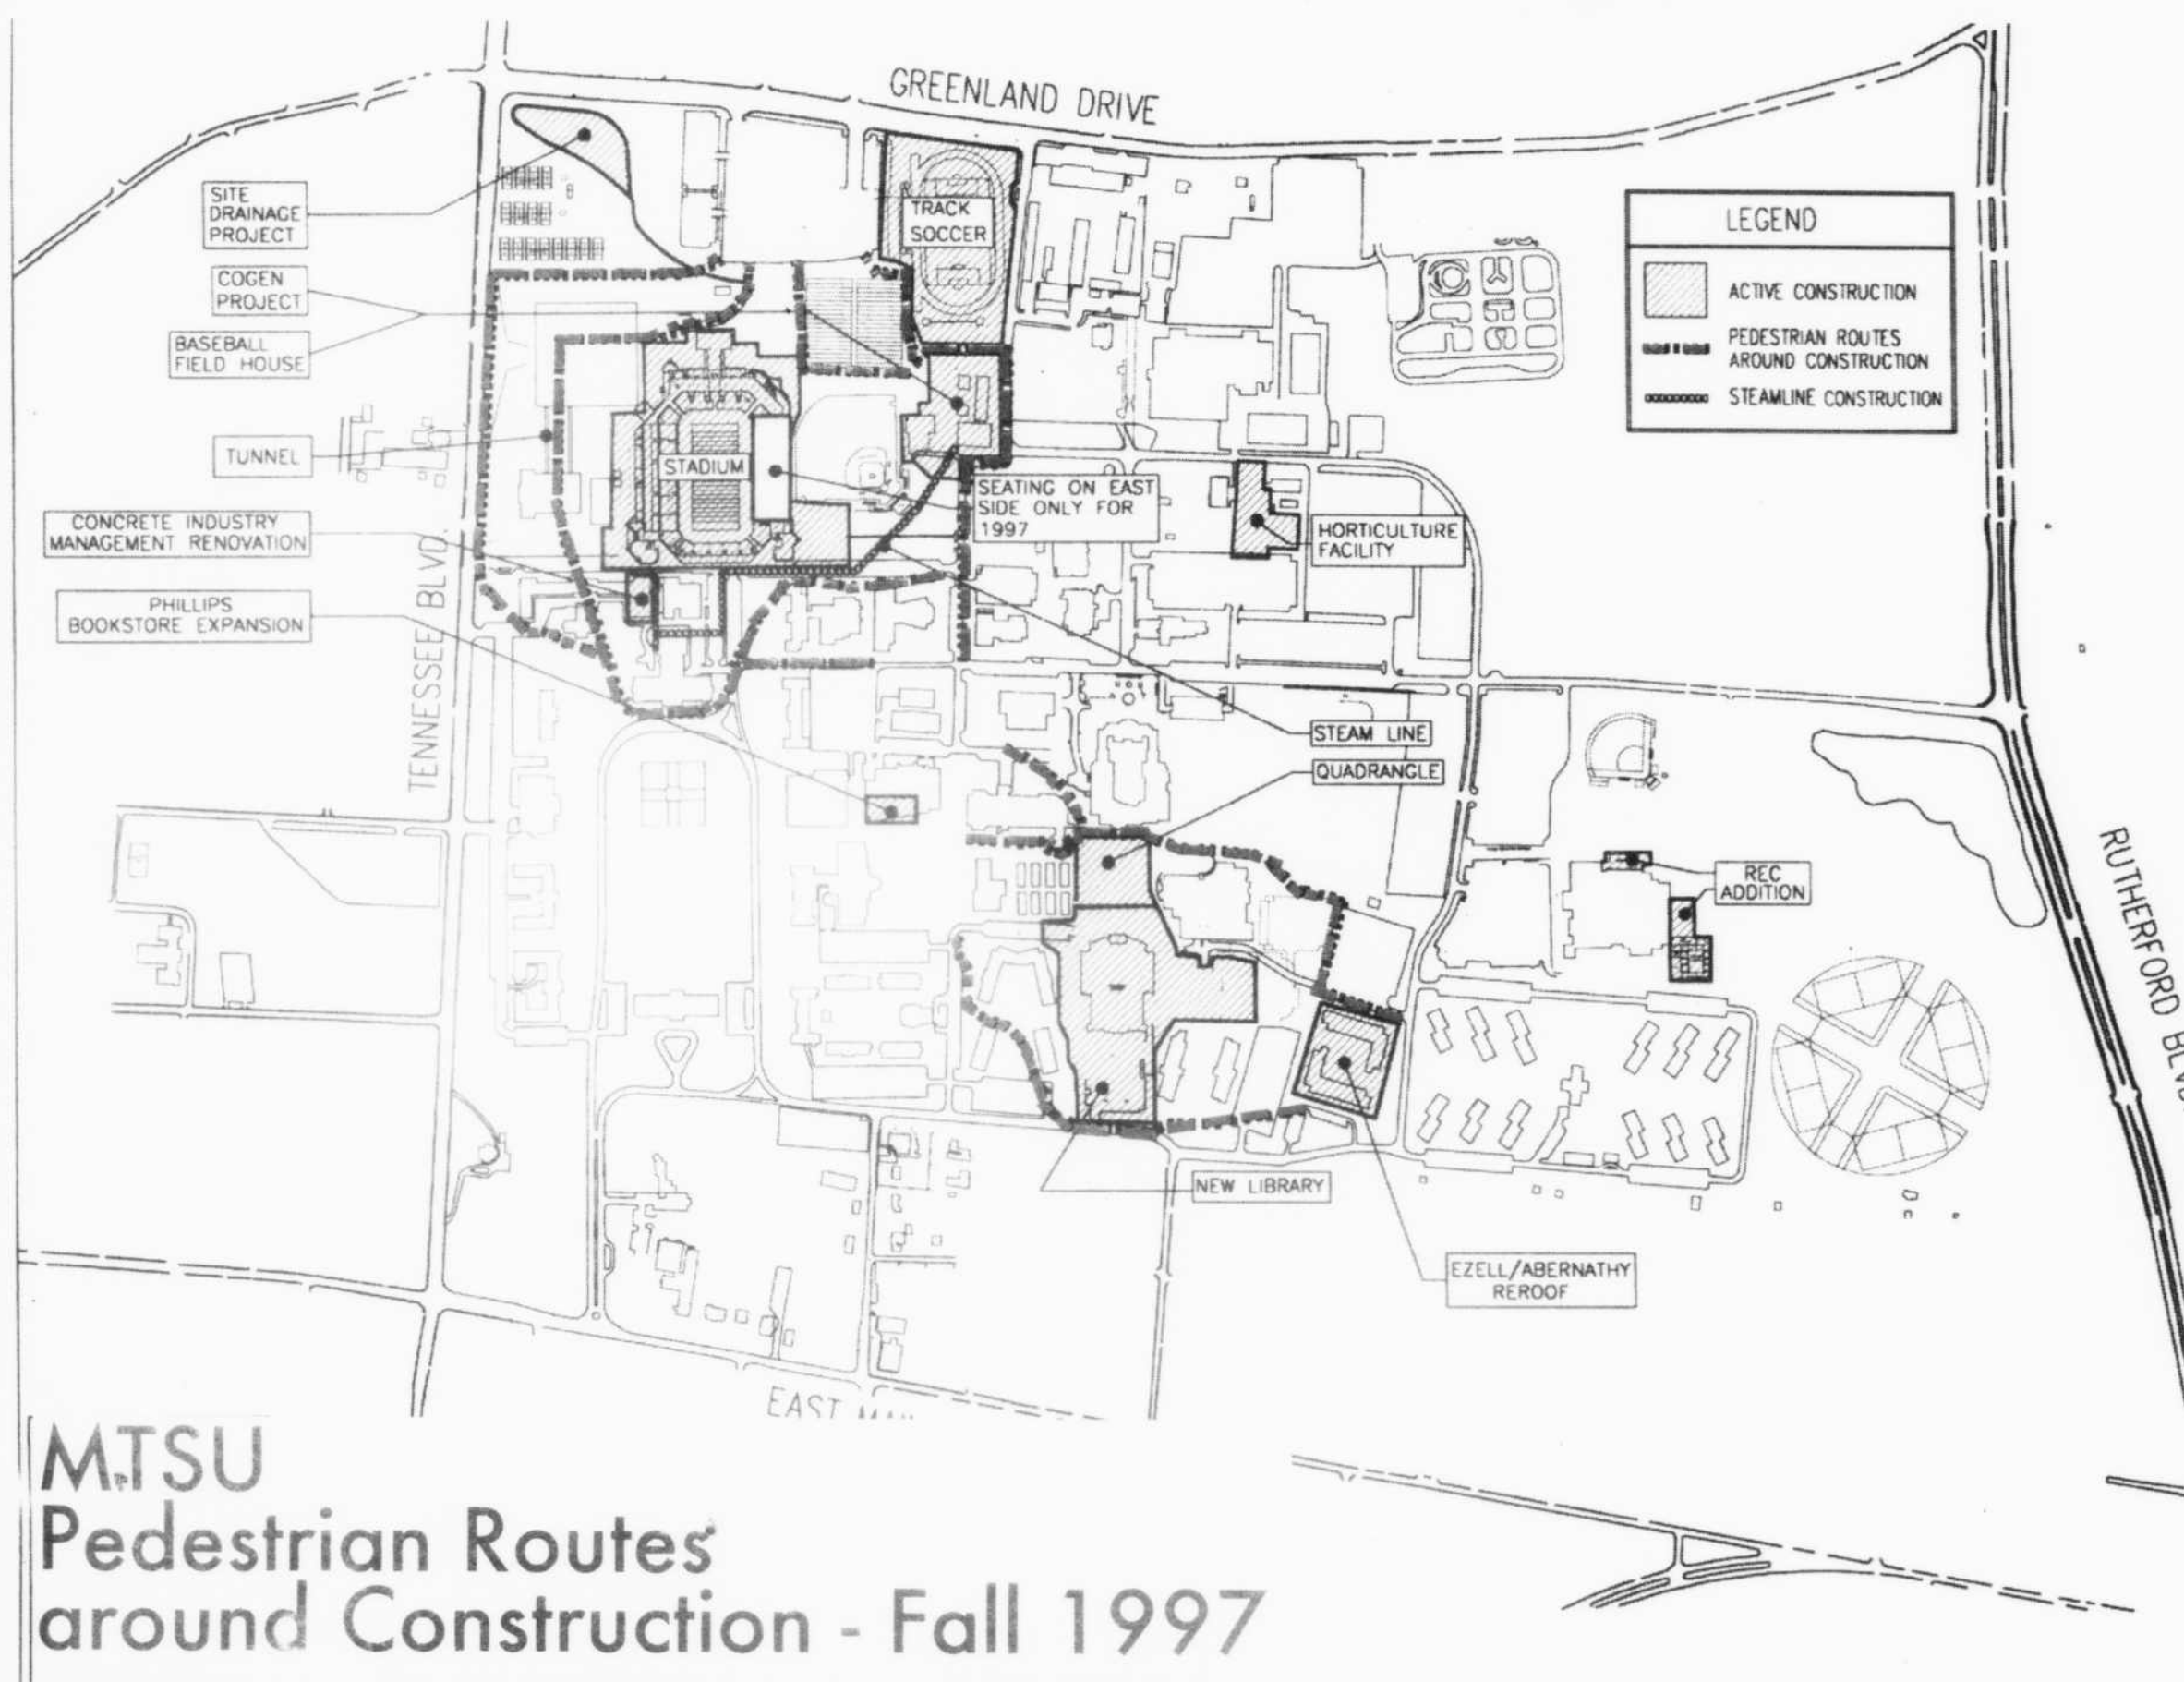 GREENLAND DRIVE
SITE
DRAINAGE
PROJECT
COGEN
PROJECT
BASEBALL
FIELD HOUSE
TUNNEL
CONCRETE INDUSTRY
MANAGEMENT RENOVATION
PHILLIPS
BOOKSTORE EXPANSION
TENNESSEE BLVD.
TRACK
SOCCER
STADIUM
SEATING ON EAST
SIDE ONLY FOR
1997
HORTICULTURE
FACILITY
LEGEND
ACTIVE CONSTRUCTION
PEDESTRIAN ROUTES
AROUND CONSTRUCTION
STEAMLINE CONSTRUCTION
STEAM LINE
QUADRANGLE
REC
ADDITION
RUTHERFORD BLVD
NEW LIBRARY
EZELL/ABERNATHY
REROOF
EAST
MTSU
Pedestrian Routes
around Construction - Fall 1997